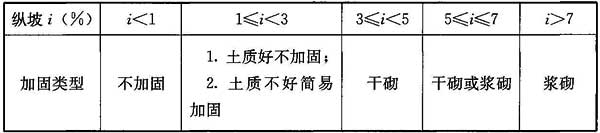 纵坡 i（%） i＜1 1≤i＜3 3≤i＜5 5≤i≤7 i＞7
加固类型 不加固 1. 土质好不加固； 2. 土质不好简易加固 干砌 干砌或浆砌 浆砌